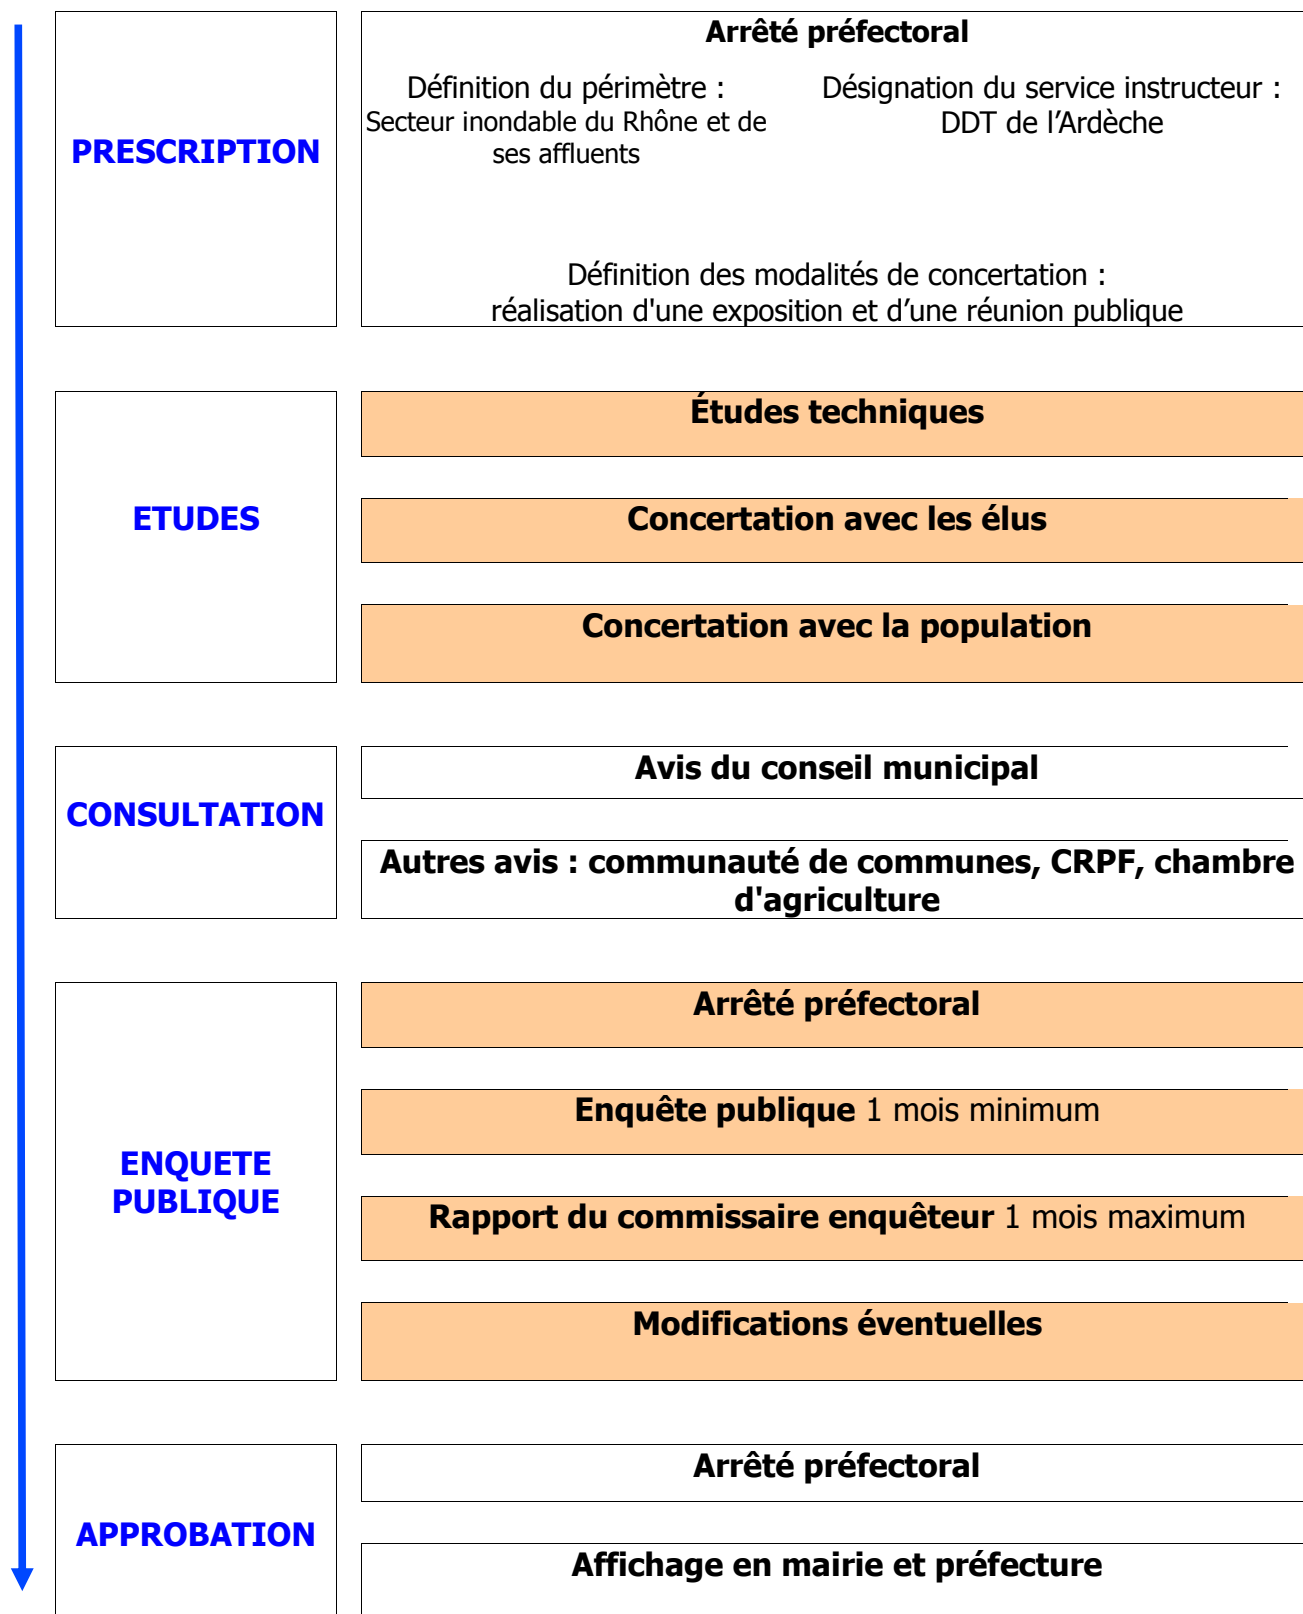 PRESCRIPTION
Arrêté préfectoral
Définition du périmètre :
Secteur inondable du Rhône et de
ses affluents
Désignation du service instructeur :
DDT de l’Ardèche
Définition des modalités de concertation :
réalisation d'une exposition et d’une réunion publique
ETUDES
Études techniques
Concertation avec les élus
Concertation avec la population
CONSULTATION
Avis du conseil municipal
Autres avis : communauté de communes, CRPF, chambre
d'agriculture
ENQUETE
PUBLIQUE
Arrêté préfectoral
Enquête publique 1 mois minimum
Rapport du commissaire enquêteur 1 mois maximum
Modifications éventuelles
APPROBATION
Arrêté préfectoral
Affichage en mairie et préfecture